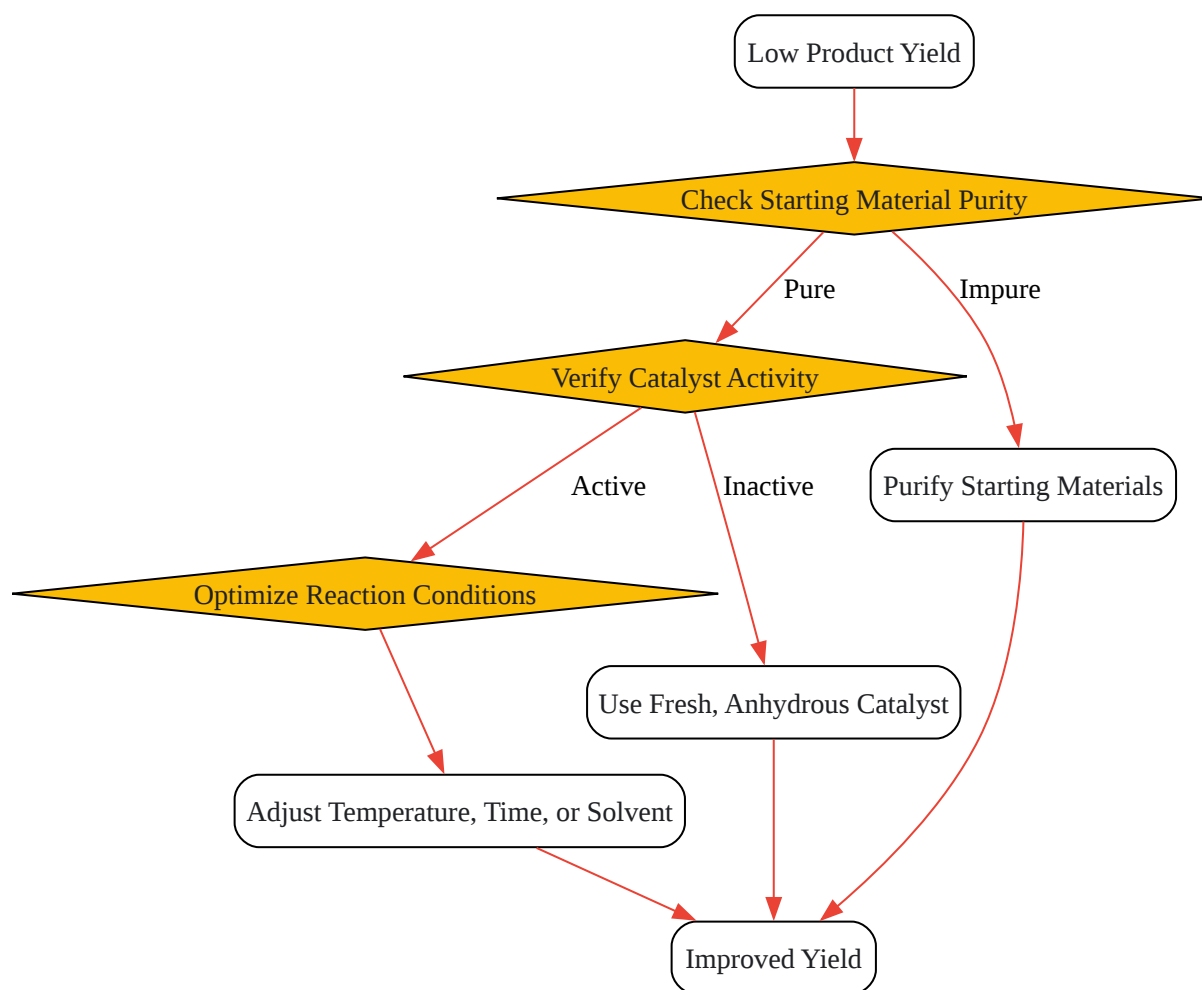 Low Product Yield
Check Starting Material Purity
Pure
Impure
Verify Catalyst Activity
Active
Inactive
Purify Starting Materials
Optimize Reaction Conditions
Use Fresh, Anhydrous Catalyst
Adjust Temperature, Time, or Solvent
Improved Yield